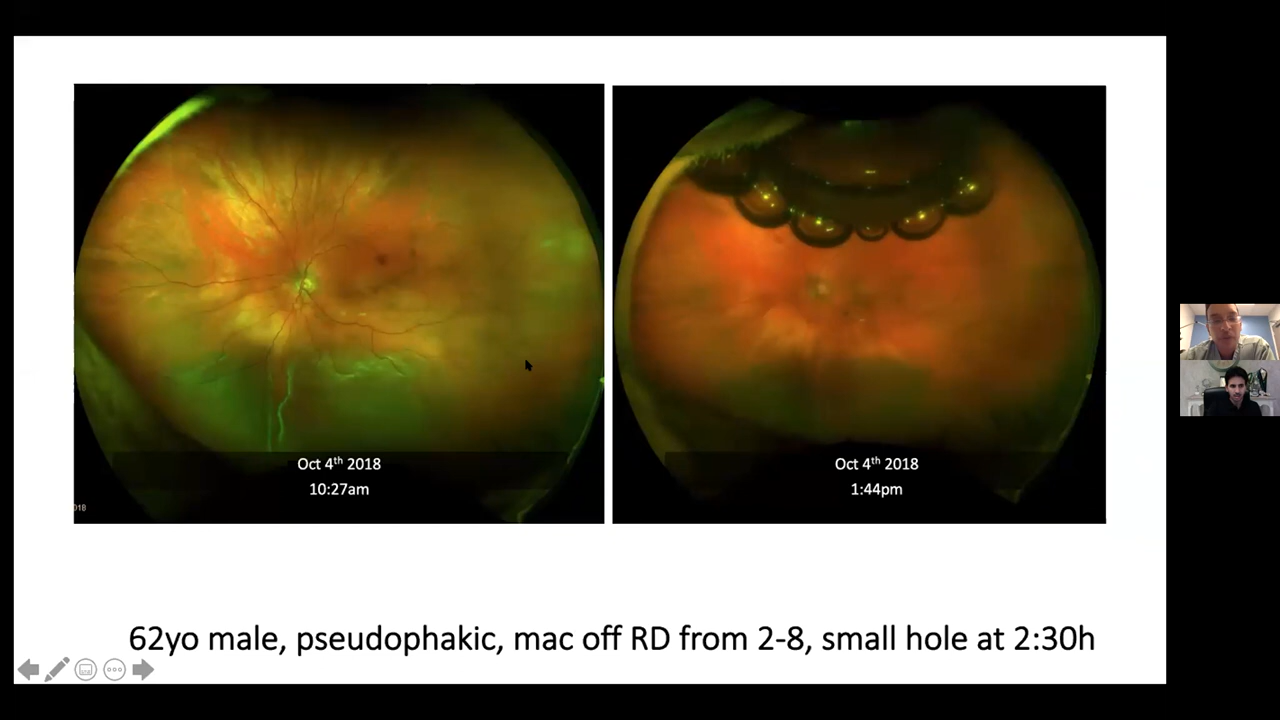 Oct 4th 2018
10:27am
018
Oct 4th 2018
1:44pm
62yo male, pseudophakic, mac off RD from 2-8, small hole at 2:30h